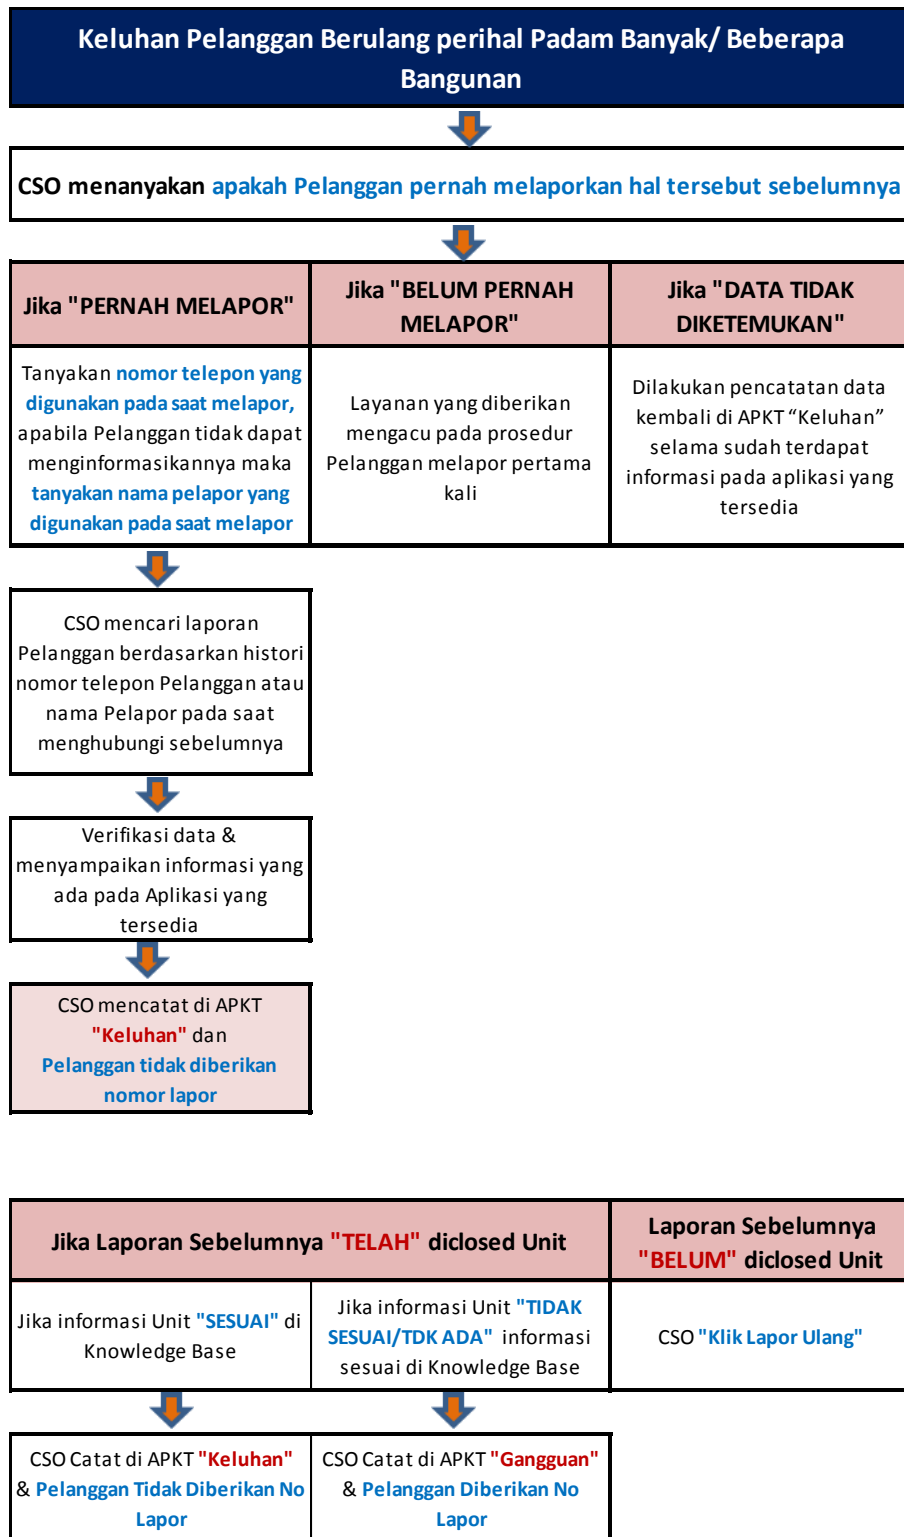 Keluhan Pelanggan Berulang perihal Padam Banyak/ Beberapa
Bangunan
CSO menanyakan apakah Pelanggan pernah melaporkan hal tersebut sebelumnya
Jika "PERNAH MELAPOR"
Jika "BELUM PERNAH
MELAPOR"
Jika "DATA TIDAK
DIKETEMUKAN"
Tanyakan nomor telepon yang
digunakan pada saat melapor,
apabila Pelanggan tidak dapat
menginformasikannya maka
tanyakan nama pelapor yang
digunakan pada saat melapor
Layanan yang diberikan
mengacu pada prosedur
Pelanggan melapor pertama
kali
Dilakukan pencatatan data
kembali di APKT “Keluhan”
selama sudah terdapat
informasi pada aplikasi yang
tersedia
CSO mencari laporan
Pelanggan berdasarkan histori
nomor telepon Pelanggan atau
nama Pelapor pada saat
menghubungi sebelumnya
Verifikasi data &
menyampaikan informasi yang
ada pada Aplikasi yang
tersedia
CSO mencatat di APKT
"Keluhan" dan
Pelanggan tidak diberikan
nomor lapor
Jika Laporan Sebelumnya "TELAH" diclosed Unit
Laporan Sebelumnya
"BELUM" diclosed Unit
Jika informasi Unit "SESUAI" di
Knowledge Base
Jika informasi Unit "TIDAK
SESUAI/TDK ADA" informasi
sesuai di Knowledge Base
CSO "Klik Lapor Ulang"
CSO Catat di APKT "Keluhan"
& Pelanggan Tidak Diberikan No
Lapor
CSO Catat di APKT "Gangguan"
& Pelanggan Diberikan No
Lapor